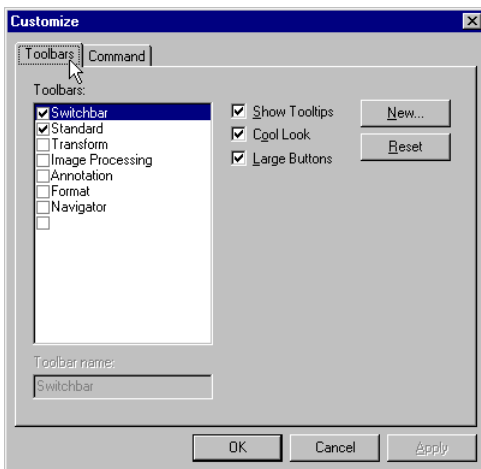 Customize
Toolbars Command
Toolbars:
Switchbar
Standard
Transform
Image Processing
Annotation
Format
Navigator
Show Tooltips
Cool Look
Large Buttons
New...
Reset
Toolbar name:
Switchbar
OK Cancel Apply